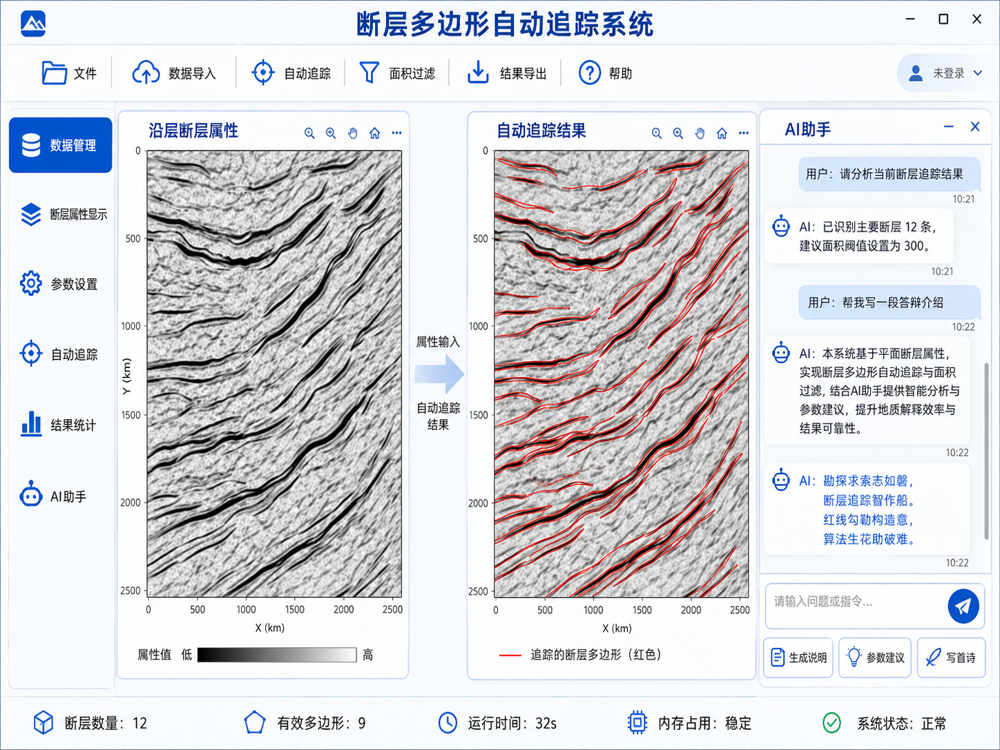 断层多边形自动追踪系统
文件
数据导入
自动追踪
面积过滤
结果导出
帮助
未登录
数据管理
断层属性显示
参数设置
自动追踪
结果统计
AI助手
沿层断层属性
0
500
1000
1500
2000
2500
Y (km)
0
500
1000
1500
2000
2500
X (km)
属性值
低
高
属性输入
自动追踪
结果
自动追踪结果
0
500
1000
1500
2000
2500
0
500
1000
1500
2000
2500
X (km)
追踪的断层多边形（红色）
AI助手
用户：请分析当前断层追踪结果
10:21
AI：已识别主要断层 12 条，
建议面积阀值设置为 300。
10:21
用户：帮我写一段答辩介绍
10:22
AI：本系统基于平面断层属性，
实现断层多边形自动追踪与面积
过滤，结合AI助手提供智能分析与
参数建议，提升地质解释效率与
结果可靠性。
10:22
AI：勘探求索志如磐，
断层追踪智作船。
红线勾勒构造意，
算法生花助破难。
10:22
请输入问题或指令...
生成说明
参数建议
写首诗
断层数量：12
有效多边形：9
运行时间：32s
内存占用：稳定
系统状态：正常